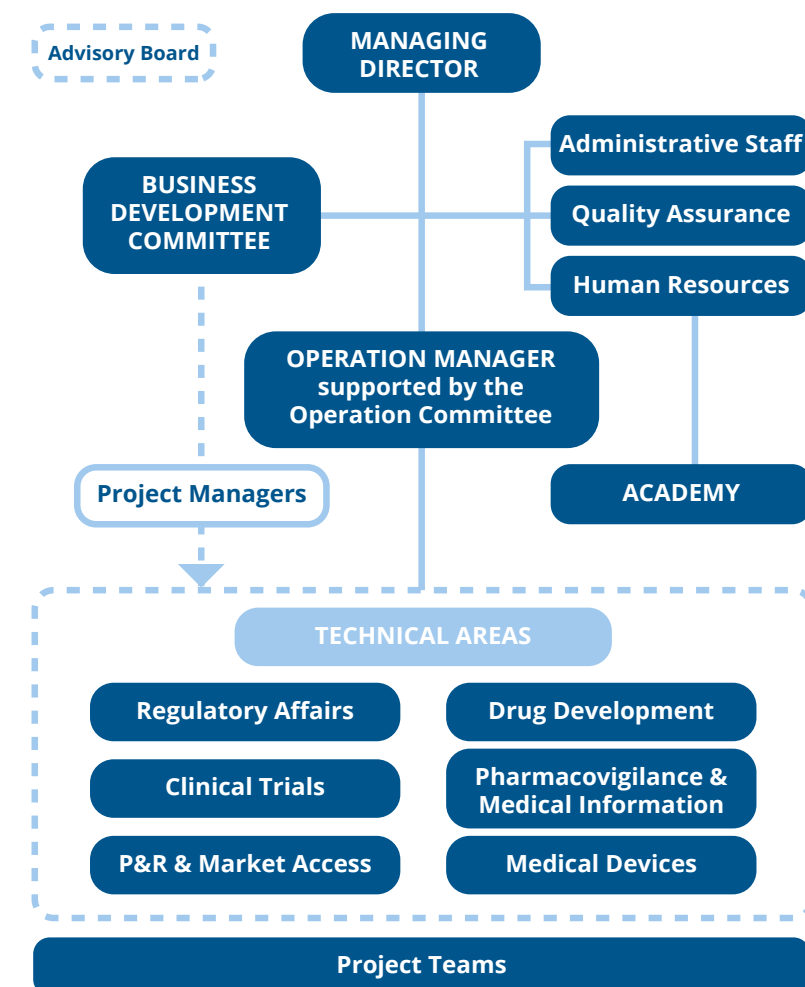 Advisory Board
MANAGING
DIRECTOR
Administrative Staff
BUSINESS
DEVELOPMENT
COMMITTEE
Quality Assurance
Human Resources
OPERATION MANAGER
supported by the
Operation Committee
Project Managers
ACADEMY
TECHNICAL AREAS
Regulatory Affairs
Drug Development
Clinical Trials
Pharmacovigilance &
Medical Information
P&R & Market Access
Medical Devices
Project Teams